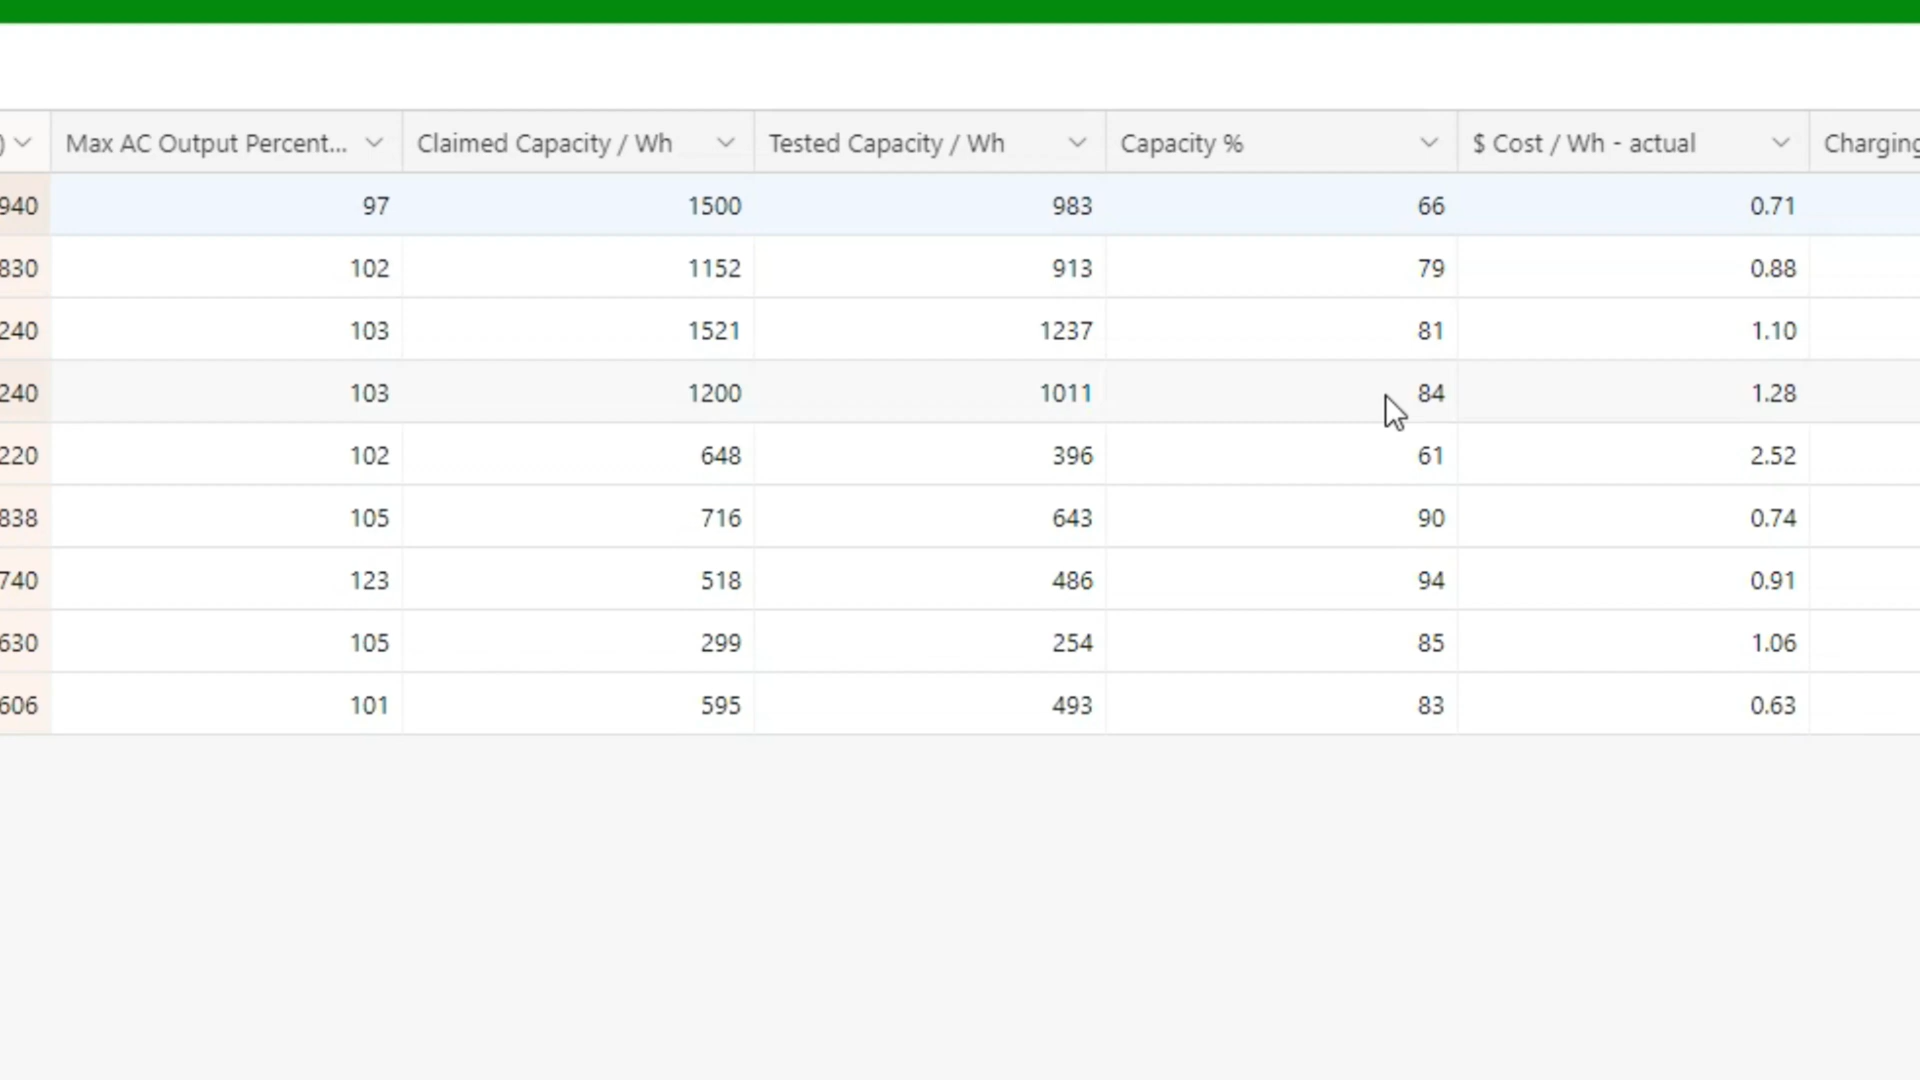 ) Max AC Output Percent... Claimed Capacity / Wh Tested Capacity / Wh Capacity % $ Cost / Wh - actual Charging
940 97 1500 983 66 0.71
830 102 1152 913 79 0.88
240 103 1521 1237 81 1.10
240 103 1200 1011 84 1.28
220 102 648 396 61 2.52
838 105 716 643 90 0.74
740 123 518 486 94 0.91
630 105 299 254 85 1.06
606 101 595 493 83 0.63